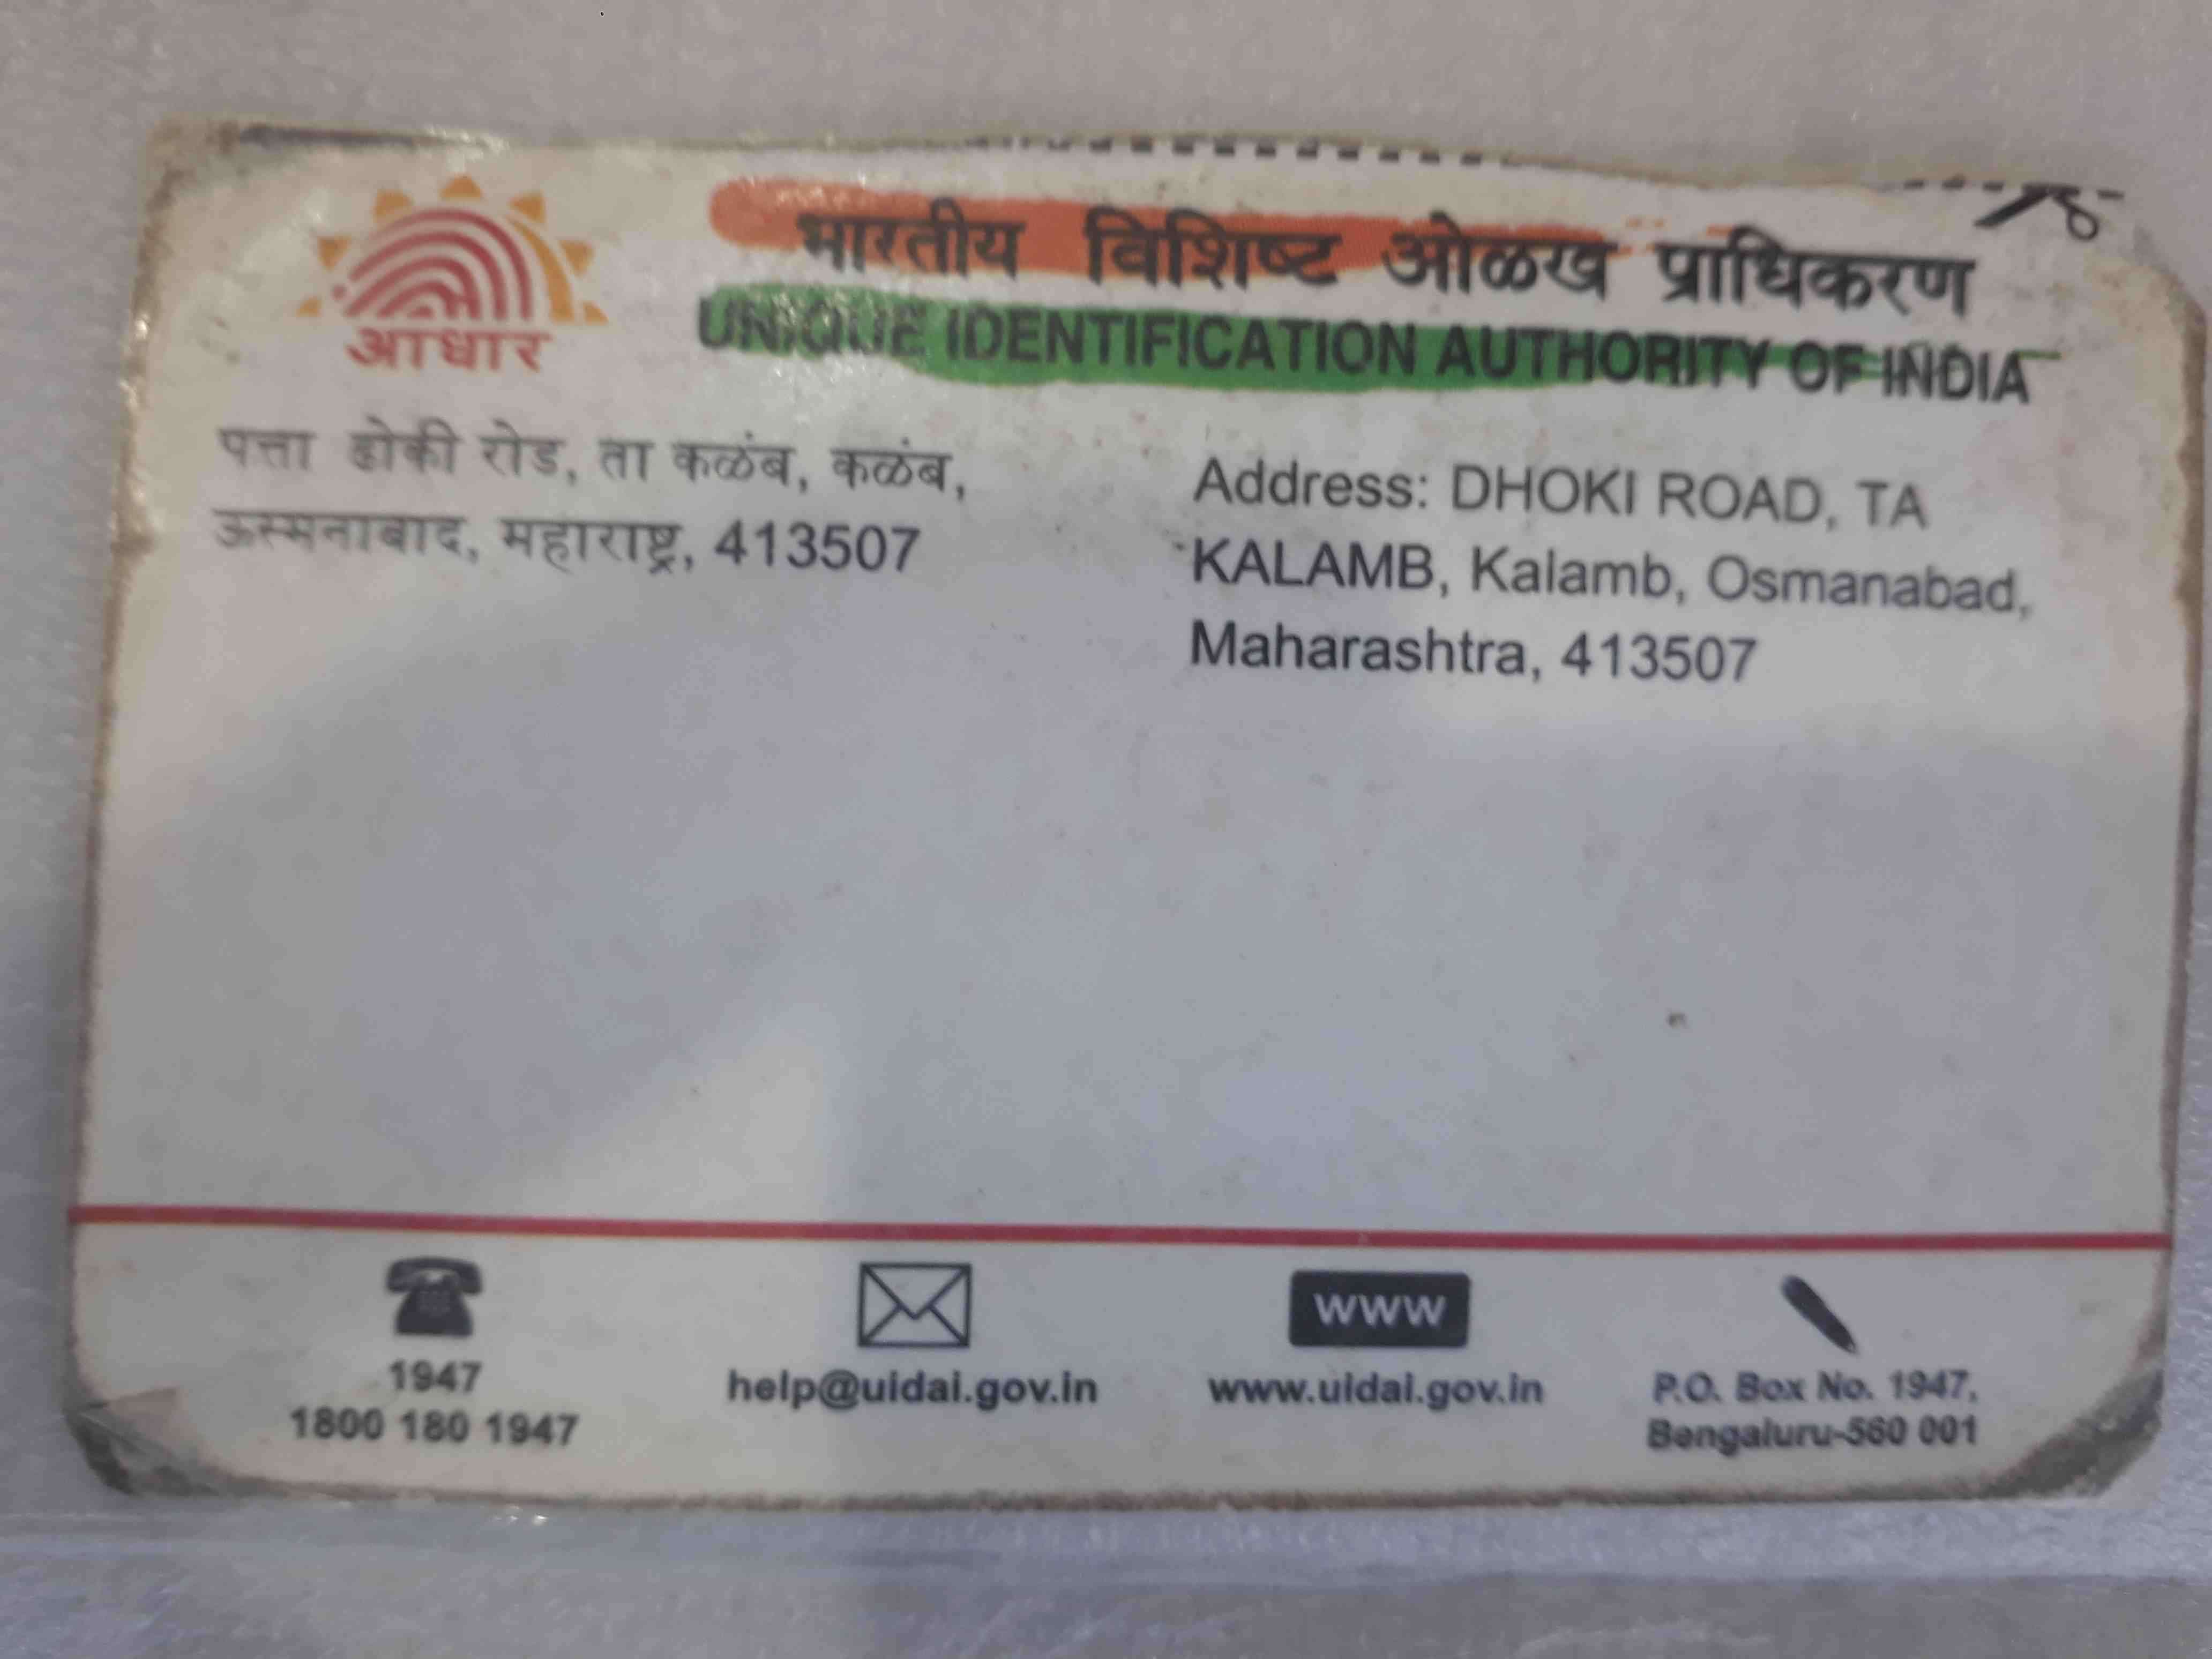 आधार
भारतीय विशिष्ट ओळख प्राधिकरण
UNIQUE IDENTIFICATION AUTHORITY OF INDIA
पत्ता ढोकी रोड, ता कळंब, कळंब,
ऊस्मनाबाद, महाराष्ट्र, 413507
Address: DHOKI ROAD, TA
KALAMB, Kalamb, Osmanabad,
Maharashtra, 413507
1947
1800 180 1947
help@uidai.gov.in
WWW
www.uidai.gov.in
P.O. Box No. 1947,
Bengaluru-560 001